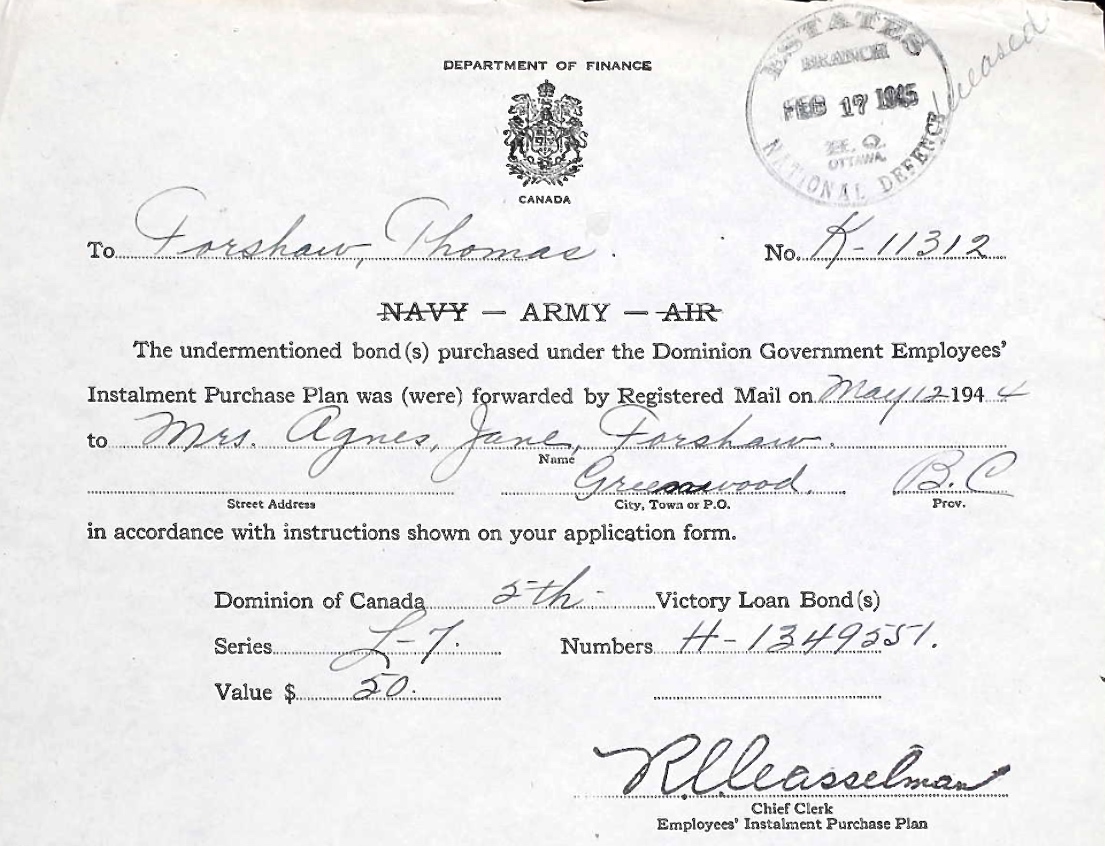 DEPARTMENT OF FINANCE
CANADA
ESTATES
BRANCH
FEB 17 1945
H. Q.
OTTAWA.
NATIONAL DEFENCE
To Forshaw, Thomas. No. K-11312
NAVY — ARMY — AIR
The undermentioned bond(s) purchased under the Dominion Government Employees'
Instalment Purchase Plan was (were) forwarded by Registered Mail on May 12 1944
to Mrs. Agnes, Jane, Forshaw.
Name
Greenwood, B.C
Street Address City, Town or P.O. Prov.
in accordance with instructions shown on your application form.
Dominion of Canada 5th Victory Loan Bond(s)
Series L-7. Numbers H-1349551.
Value $ 50.
Chief Clerk
Employees' Instalment Purchase Plan